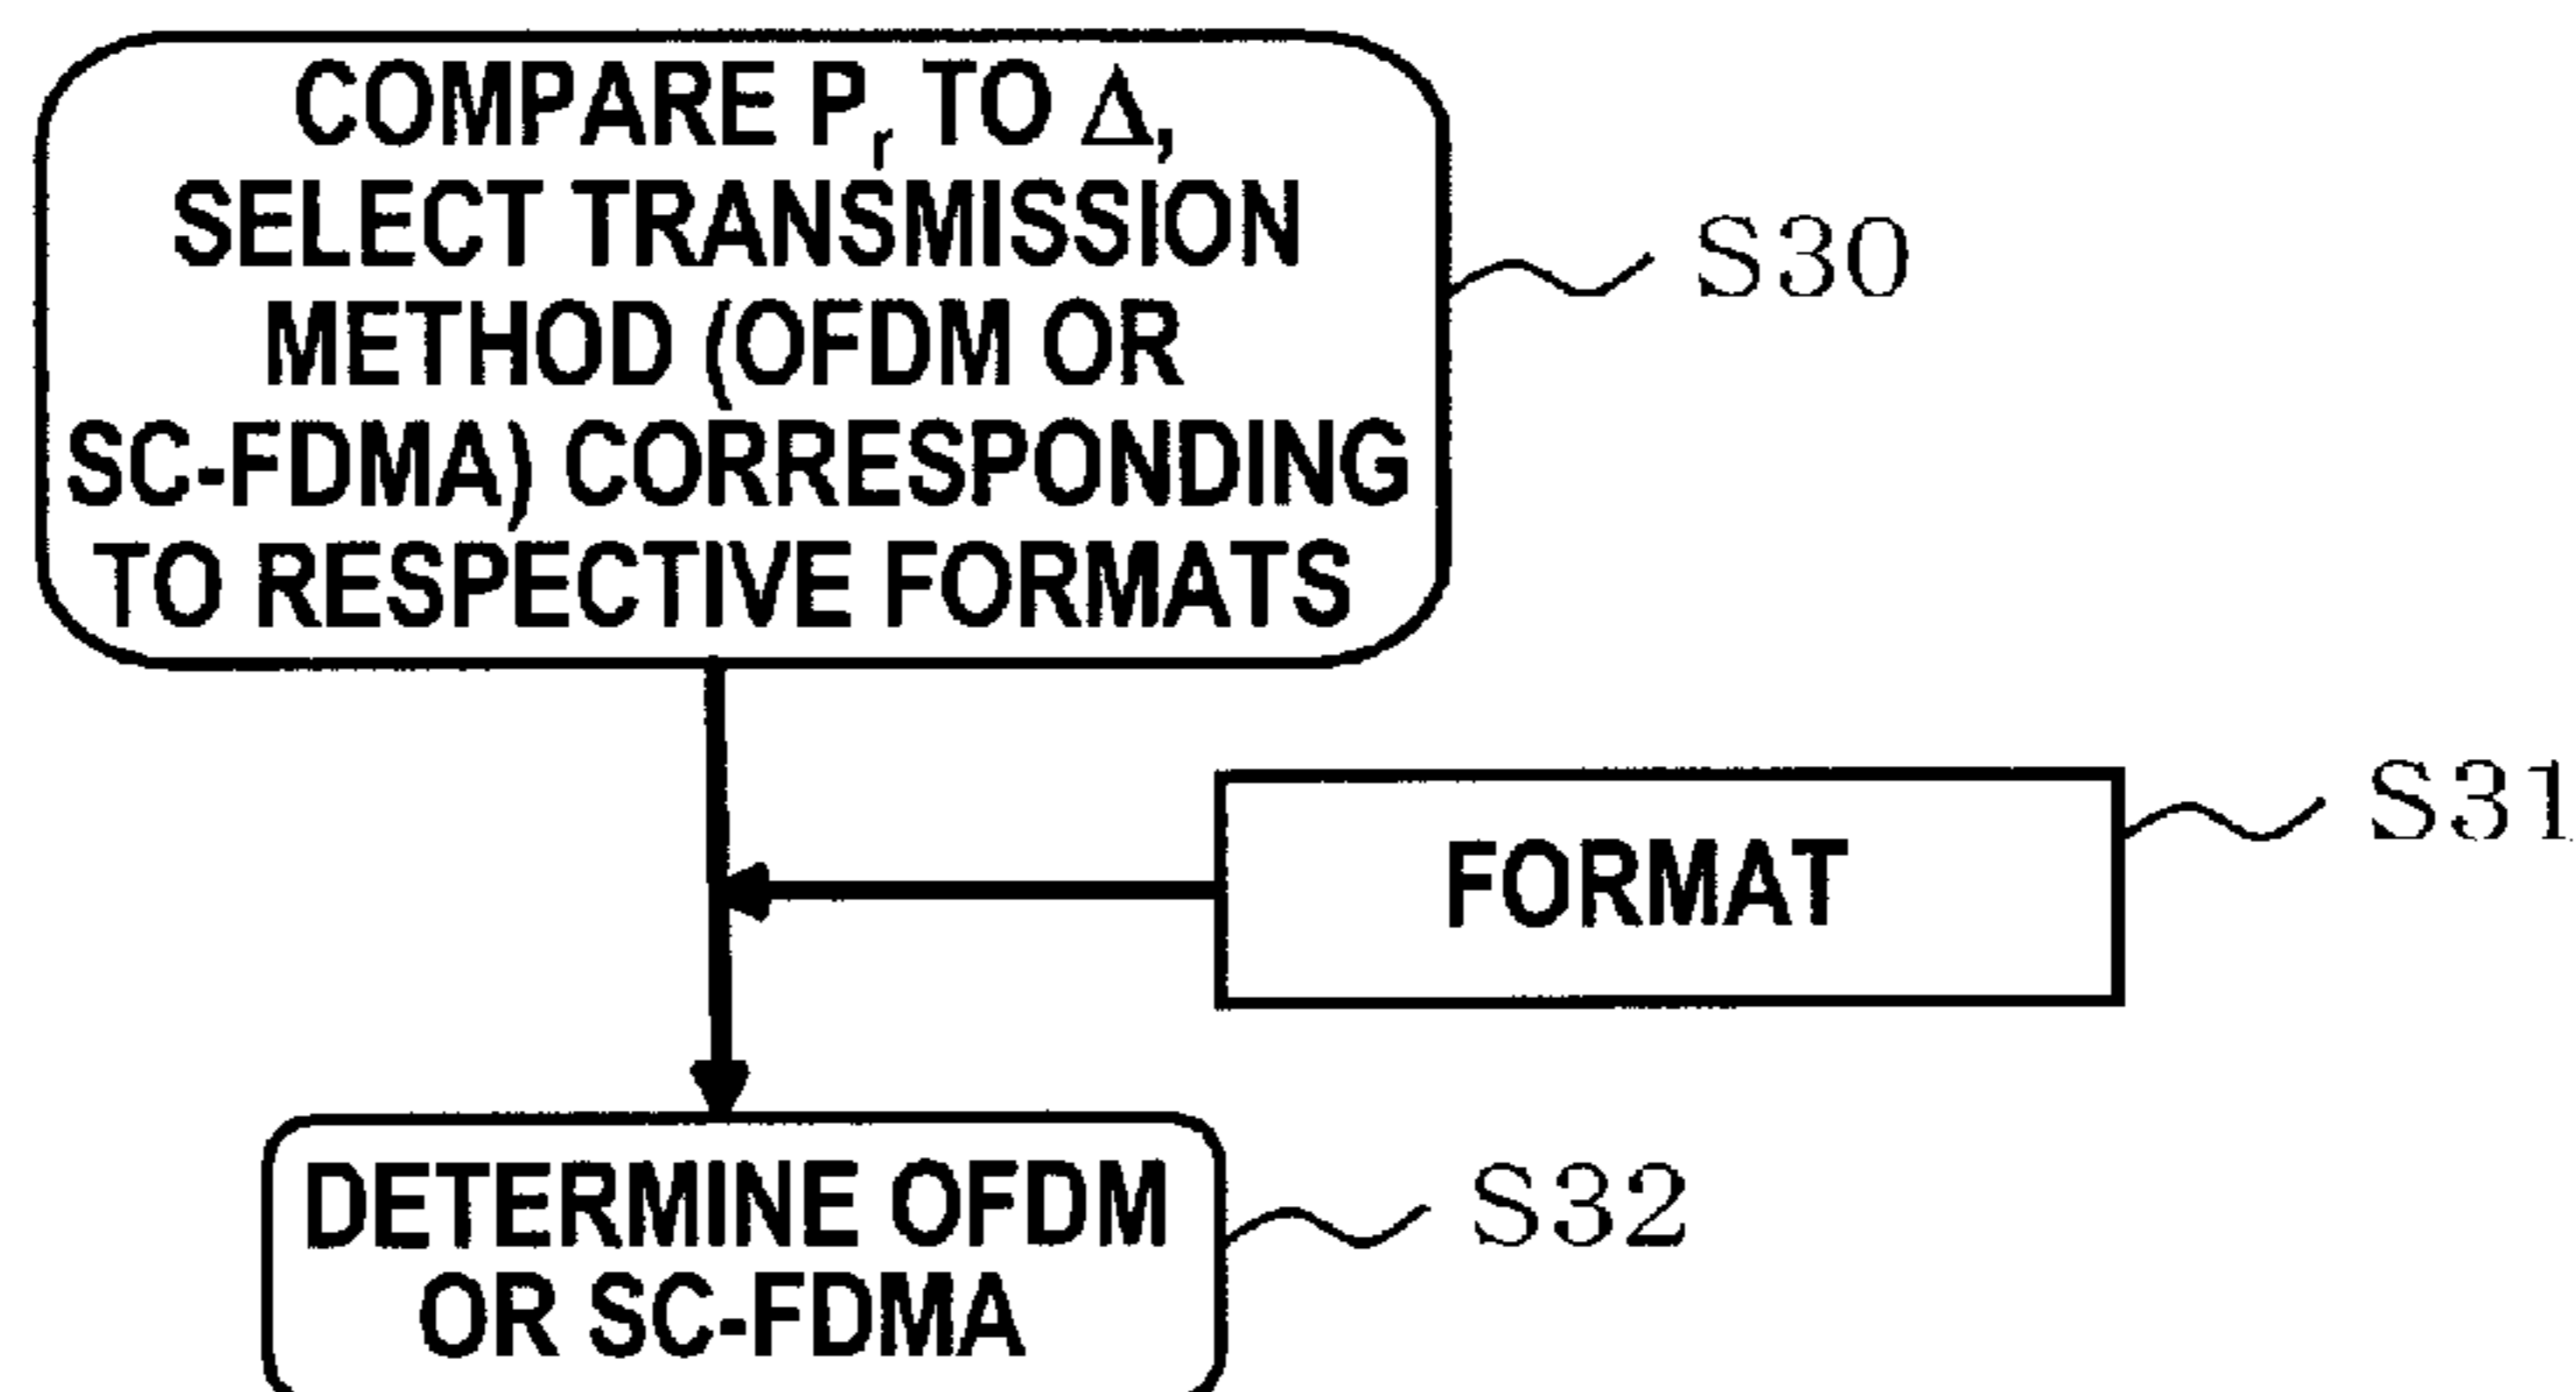 COMPARE Pr TO Δ,
SELECT TRANSMISSION
METHOD (OFDM OR
SC-FDMA) CORRESPONDING
TO RESPECTIVE FORMATS
S30
FORMAT
S31
DETERMINE OFDM
OR SC-FDMA
S32